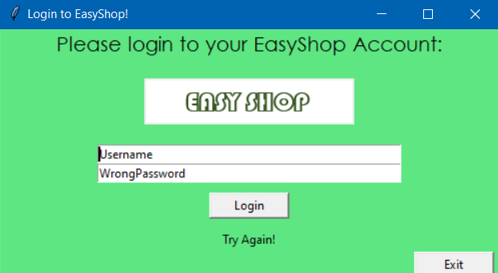 Login to EasyShop!
Please login to your EasyShop Account:
EASY SHOP
Username
WrongPassword
Login
Try Again!
Exit